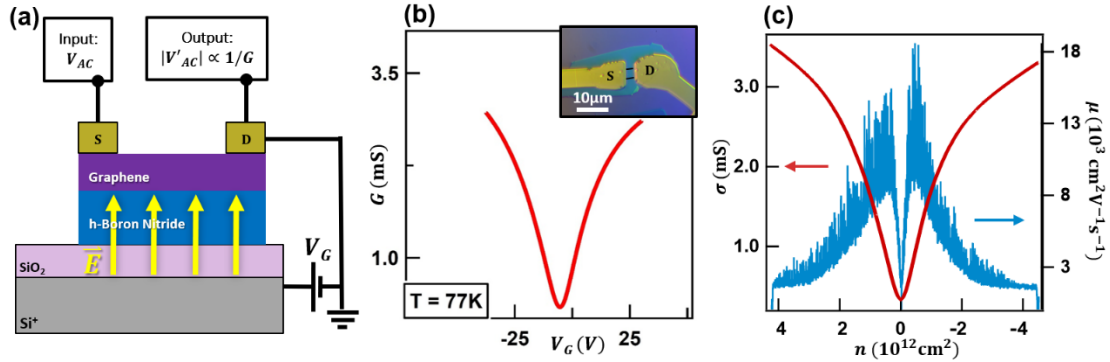 (a)
Input:
V_AC
Output:
|V'_AC| ∝ 1/G
S
D
Graphene
h-Boron Nitride
E
SiO₂
Si⁺
V_G
(b)
3.5
G (mS)
1.0
T = 77K
-25
25
V_G (V)
S
D
10μm
(c)
3.0
2.0
1.0
σ (mS)
18
13
8
3
μ (10³ cm²V⁻¹s⁻¹)
4
2
0
-2
-4
n (10¹²cm²)